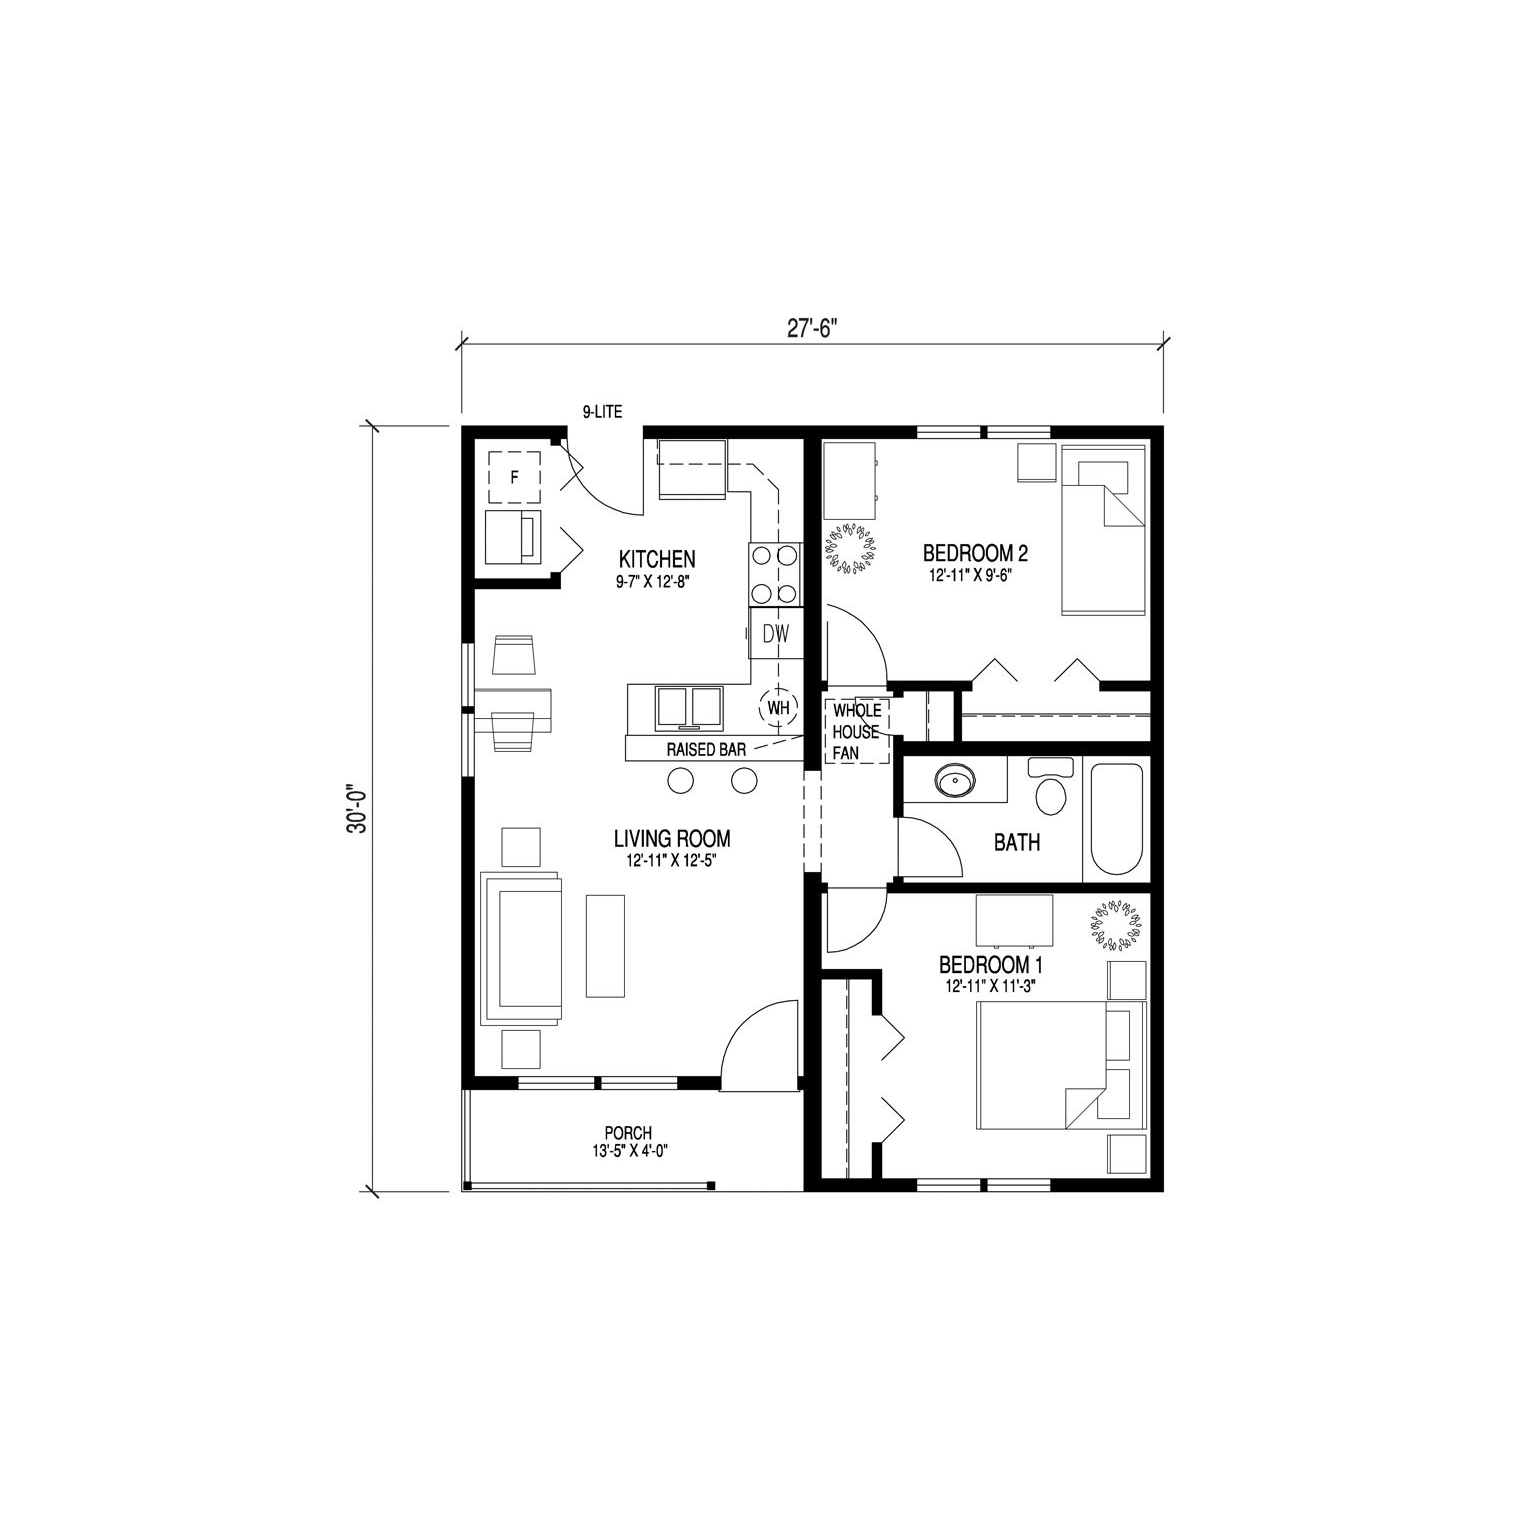 27'-6"
9-LITE
30'-0"
F
KITCHEN
9-7" X 12'-8"
DW
WH
RAISED BAR
BEDROOM 2
12'-11" X 9'-6"
WHOLE
HOUSE
FAN
BATH
LIVING ROOM
12'-11" X 12'-5"
BEDROOM 1
12'-11" X 11'-3"
PORCH
13'-5" X 4'-0"